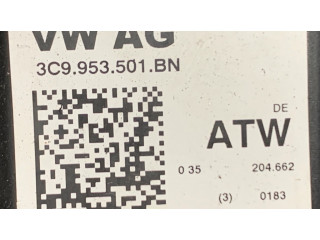 VW AG
3C9.953.501.BN
DE
ATW
0 35 204.662
(3) 0183